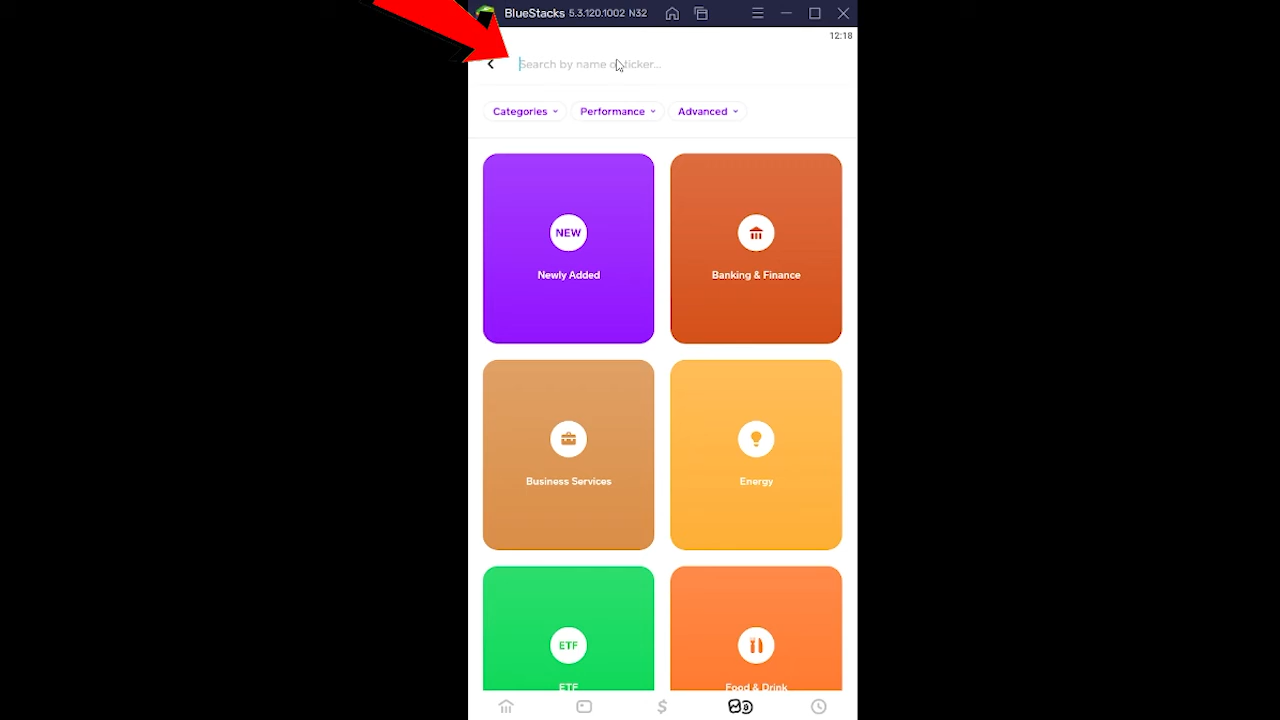 BlueStacks 5.3.120.1002 N32
12:18
Search by name or ticker...
Categories
Performance
Advanced
NEW
Newly Added
Banking & Finance
Business Services
Energy
ETF
ETF
Food & Drink
$